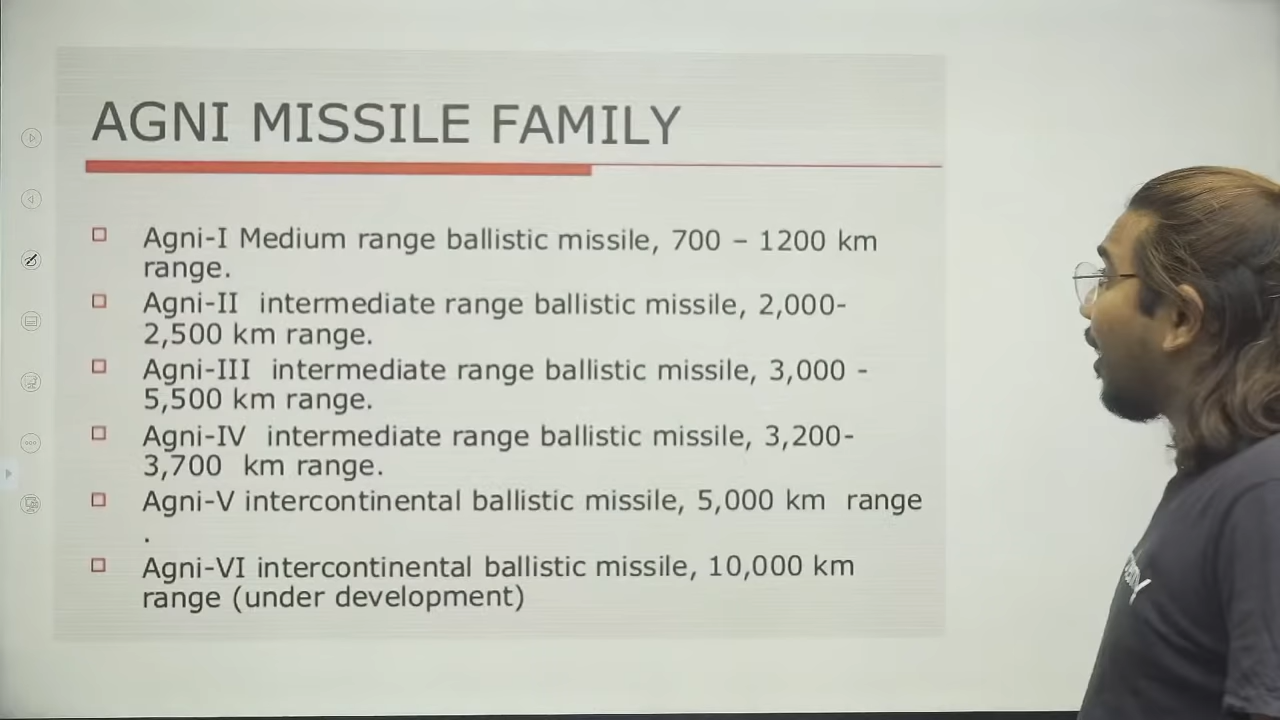 AGNI MISSILE FAMILY
Agni-I Medium range ballistic missile, 700 – 1200 km
range.
Agni-II intermediate range ballistic missile, 2,000-
2,500 km range.
Agni-III intermediate range ballistic missile, 3,000 -
5,500 km range.
Agni-IV intermediate range ballistic missile, 3,200-
3,700 km range.
Agni-V intercontinental ballistic missile, 5,000 km range
.
Agni-VI intercontinental ballistic missile, 10,000 km
range (under development)